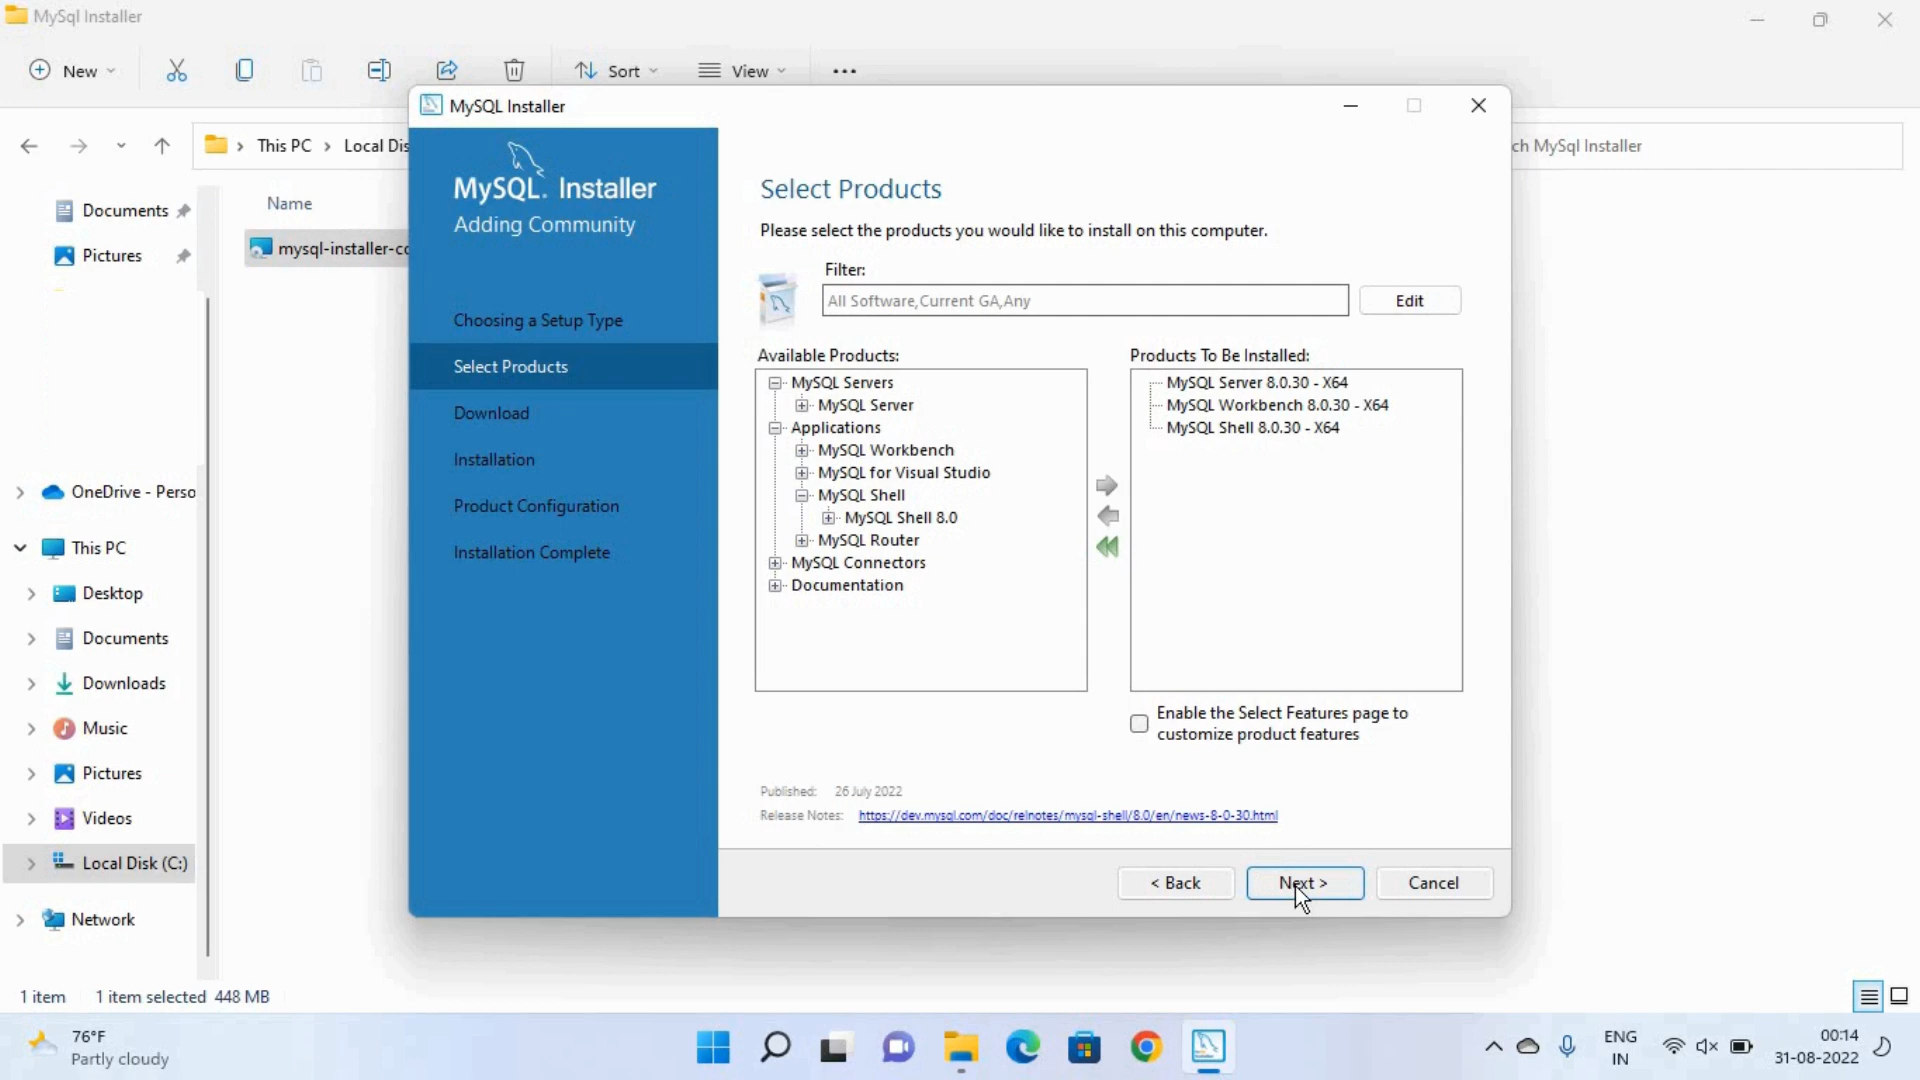 MySql Installer
New
Sort
View
This PC
Local Dis
ch MySql Installer
Documents
Pictures
OneDrive - Perso
This PC
Desktop
Documents
Downloads
Music
Pictures
Videos
Local Disk (C:)
Network
Name
mysql-installer-co
1 item
1 item selected 448 MB
MySQL Installer
MySQL. Installer
Adding Community
Choosing a Setup Type
Select Products
Download
Installation
Product Configuration
Installation Complete
Select Products
Please select the products you would like to install on this computer.
Filter:
All Software,Current GA,Any
Edit
Available Products:
MySQL Servers
MySQL Server
Applications
MySQL Workbench
MySQL for Visual Studio
MySQL Shell
MySQL Shell 8.0
MySQL Router
MySQL Connectors
Documentation
Products To Be Installed:
MySQL Server 8.0.30 - X64
MySQL Workbench 8.0.30 - X64
MySQL Shell 8.0.30 - X64
Enable the Select Features page to
customize product features
Published: 26 July 2022
Release Notes: https://dev.mysql.com/doc/relnotes/mysql-shell/8.0/en/news-8-0-30.html
< Back
Next >
Cancel
76°F
Partly cloudy
ENG
IN
00:14
31-08-2022